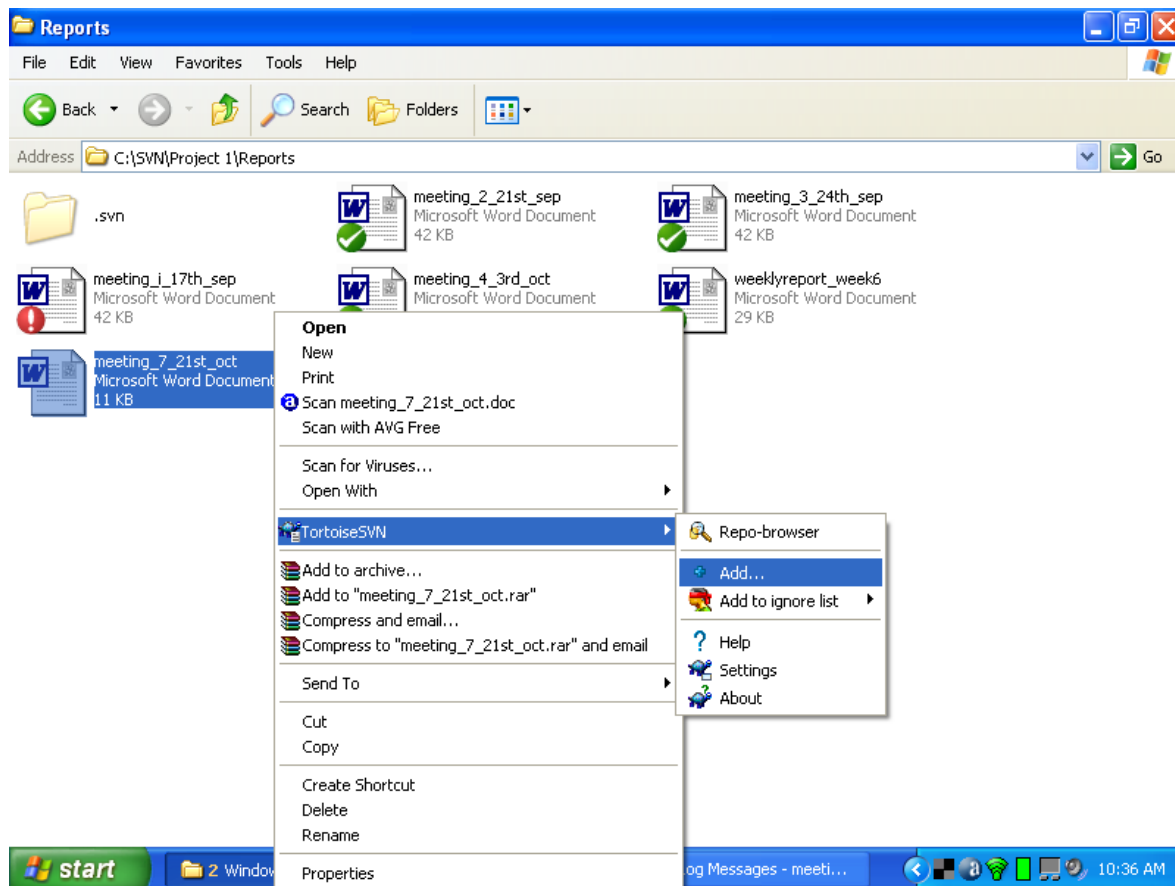 Reports
File Edit View Favorites Tools Help
Back Search Folders
Address C:\SVN\Project 1\Reports Go
.svn
meeting_2_21st_sep
Microsoft Word Document
42 KB
meeting_3_24th_sep
Microsoft Word Document
42 KB
meeting_i_17th_sep
Microsoft Word Document
42 KB
meeting_4_3rd_oct
Microsoft Word Document
weeklyreport_week6
Microsoft Word Document
29 KB
meeting_7_21st_oct
Microsoft Word Document
11 KB
Open
New
Print
Scan meeting_7_21st_oct.doc
Scan with AVG Free
Scan for Viruses...
Open With
TortoiseSVN
Add to archive...
Add to "meeting_7_21st_oct.rar"
Compress and email...
Compress to "meeting_7_21st_oct.rar" and email
Send To
Cut
Copy
Create Shortcut
Delete
Rename
Properties
Repo-browser
Add...
Add to ignore list
Help
Settings
About
start
2 Window
og Messages - meeti...
10:36 AM